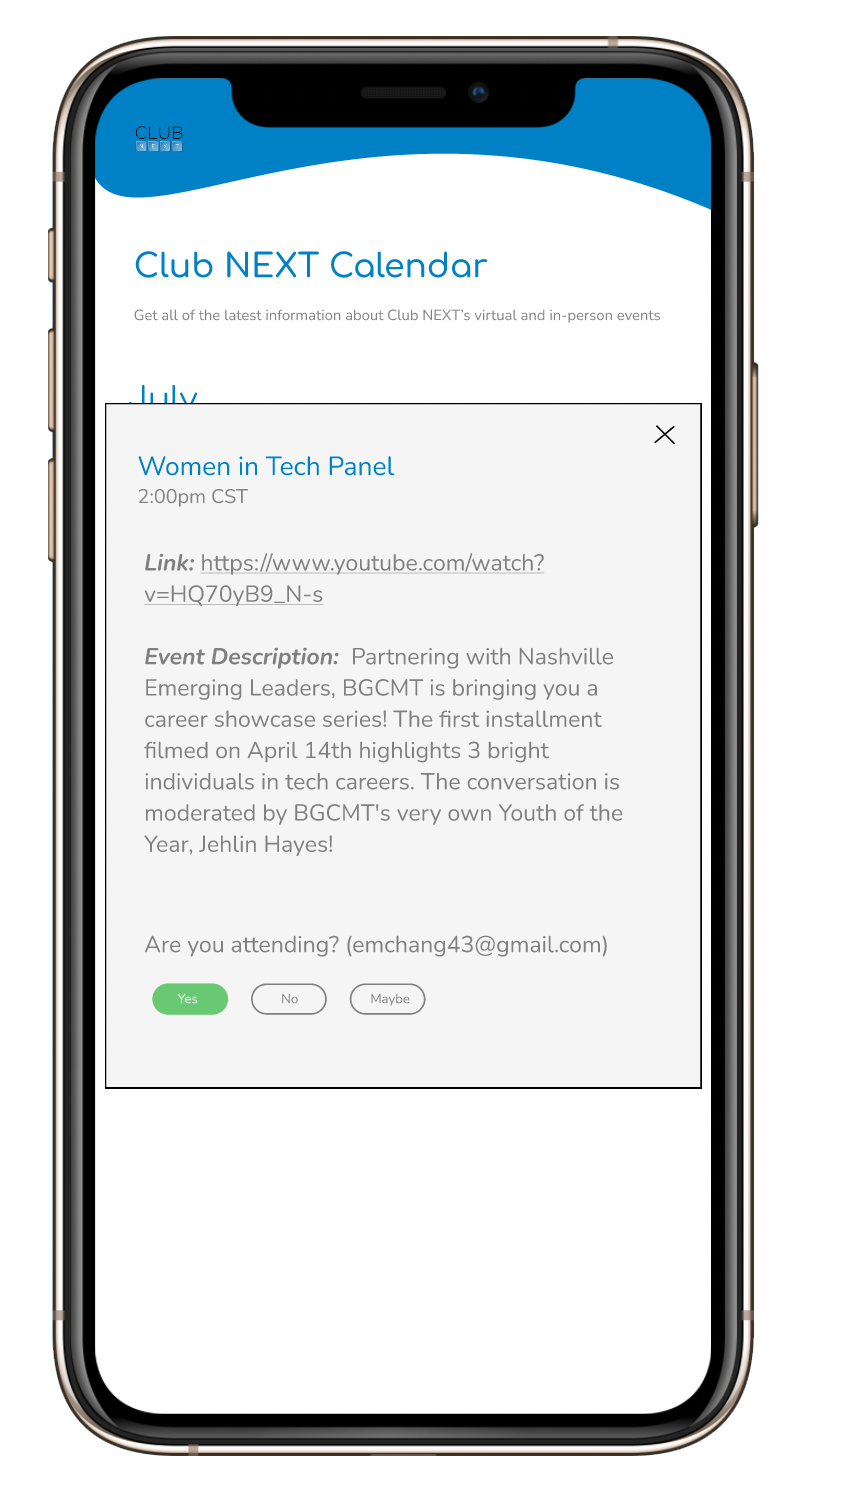 CLUB
NEXT
Club NEXT Calendar
Get all of the latest information about Club NEXT's virtual and in-person events
July
Women in Tech Panel
2:00pm CST
Link: https://www.youtube.com/watch?
v=HQ70yB9_N-s
Event Description: Partnering with Nashville
Emerging Leaders, BGCMT is bringing you a
career showcase series! The first installment
filmed on April 14th highlights 3 bright
individuals in tech careers. The conversation is
moderated by BGCMT's very own Youth of the
Year, Jehlin Hayes!
Are you attending? (emchang43@gmail.com)
Yes No Maybe